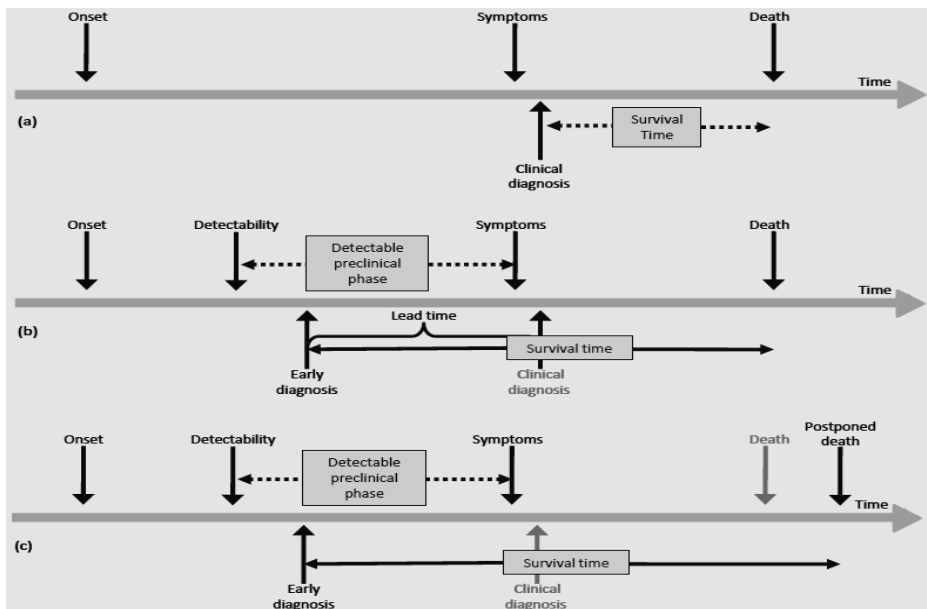 Onset
Symptoms
Death
Time
(a)
Survival
Time
Clinical
diagnosis
Onset
Detectability
Symptoms
Death
Detectable
preclinical
phase
Time
(b)
Lead time
Survival time
Early
diagnosis
Clinical
diagnosis
Onset
Detectability
Symptoms
Death
Postponed
death
Detectable
preclinical
phase
Time
(c)
Survival time
Early
diagnosis
Clinical
diagnosis